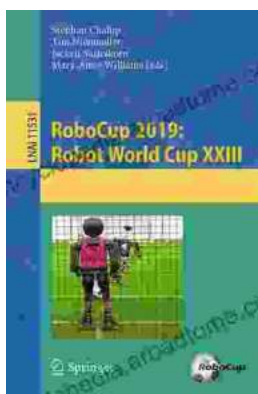 Stephan Chalup
Tim Niemueller
Jackrit Suthakorn
Mary-Anne Williams (Eds.)
LNAI 11531
RoboCup 2019:
Robot World Cup XXIII
Springer
RoboCup